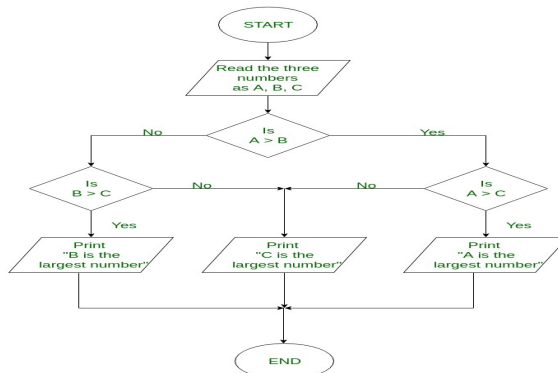 START
Read the three
numbers
as A, B, C
Is
A > B
No
Yes
Is
B > C
No
No
Is
A > C
Yes
Yes
Print
"B is the
largest number"
Print
"C is the
largest number"
Print
"A is the
largest number"
END